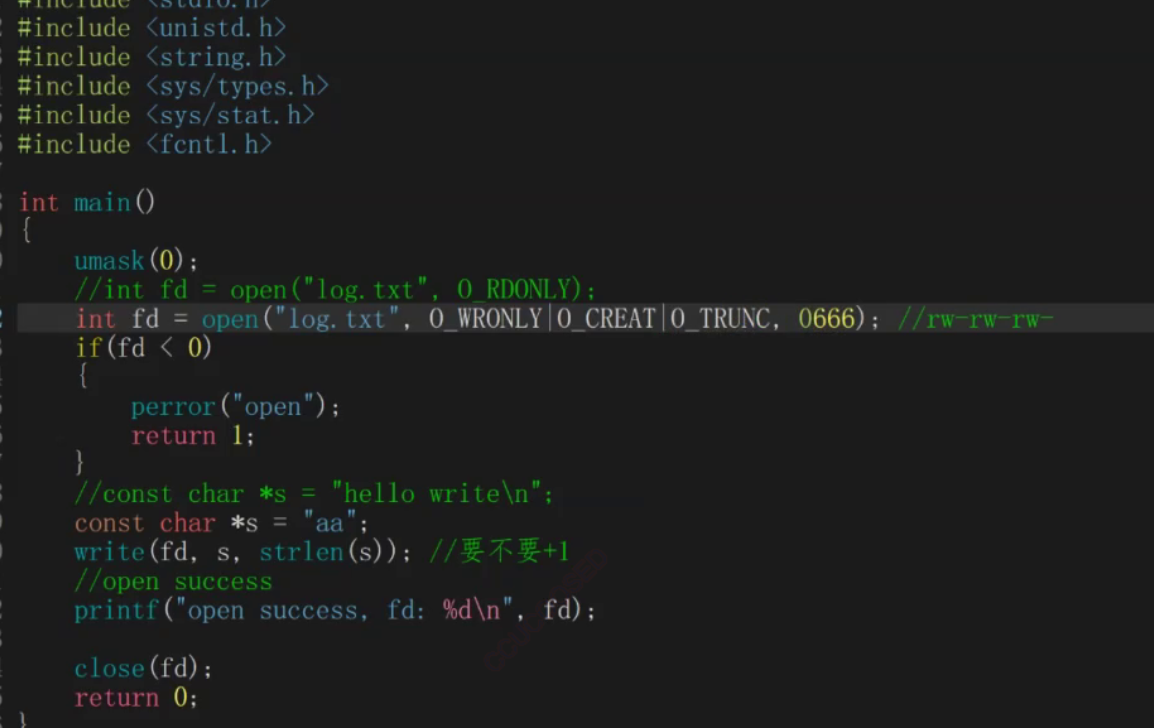 #include <stdio.h>
#include <unistd.h>
#include <string.h>
#include <sys/types.h>
#include <sys/stat.h>
#include <fcntl.h>
int main()
{
umask(0);
//int fd = open("log.txt", O_RDONLY);
int fd = open("log.txt", O_WRONLY|O_CREAT|O_TRUNC, 0666); //rw-rw-rw-
if(fd < 0)
{
perror("open");
return 1;
}
//const char *s = "hello write\n";
const char *s = "aa";
write(fd, s, strlen(s)); //要不要+1
//open success
printf("open success, fd: %d\n", fd);
close(fd);
return 0;
}